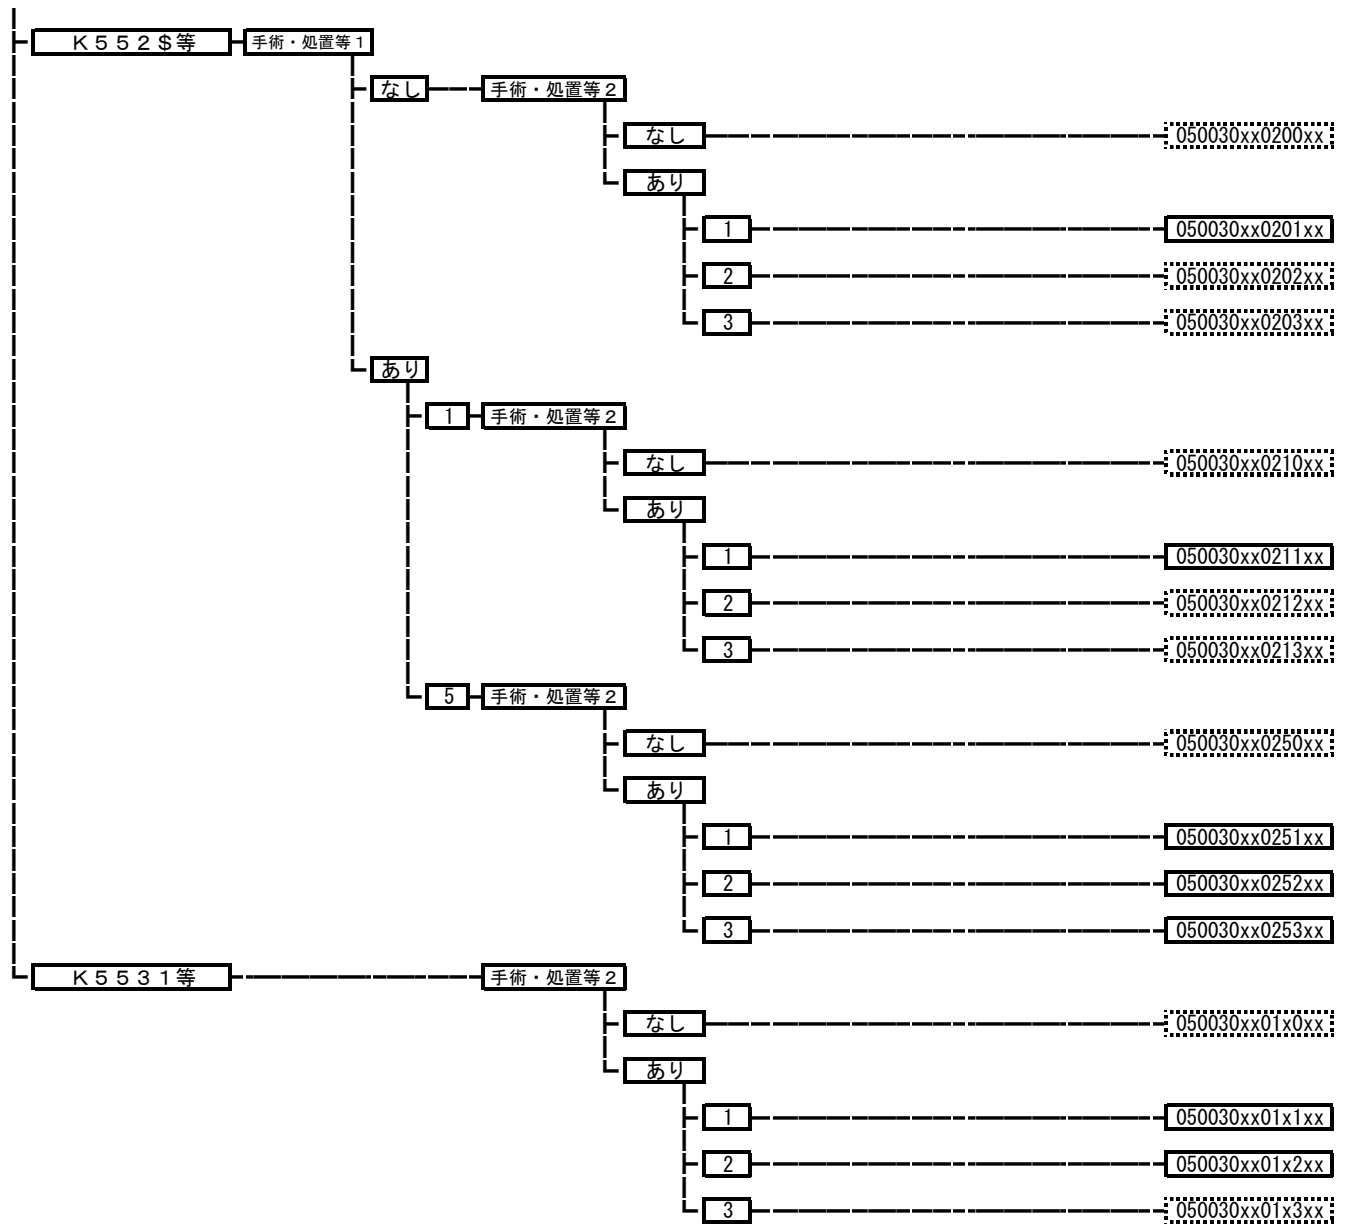 K552$等 手術・処置等1
なし 手術・処置等2
なし 050030xx0200xx
あり
1 050030xx0201xx
2 050030xx0202xx
3 050030xx0203xx
あり
1 手術・処置等2
なし 050030xx0210xx
あり
1 050030xx0211xx
2 050030xx0212xx
3 050030xx0213xx
5 手術・処置等2
なし 050030xx0250xx
あり
1 050030xx0251xx
2 050030xx0252xx
3 050030xx0253xx
K5531等 手術・処置等2
なし 050030xx01x0xx
あり
1 050030xx01x1xx
2 050030xx01x2xx
3 050030xx01x3xx